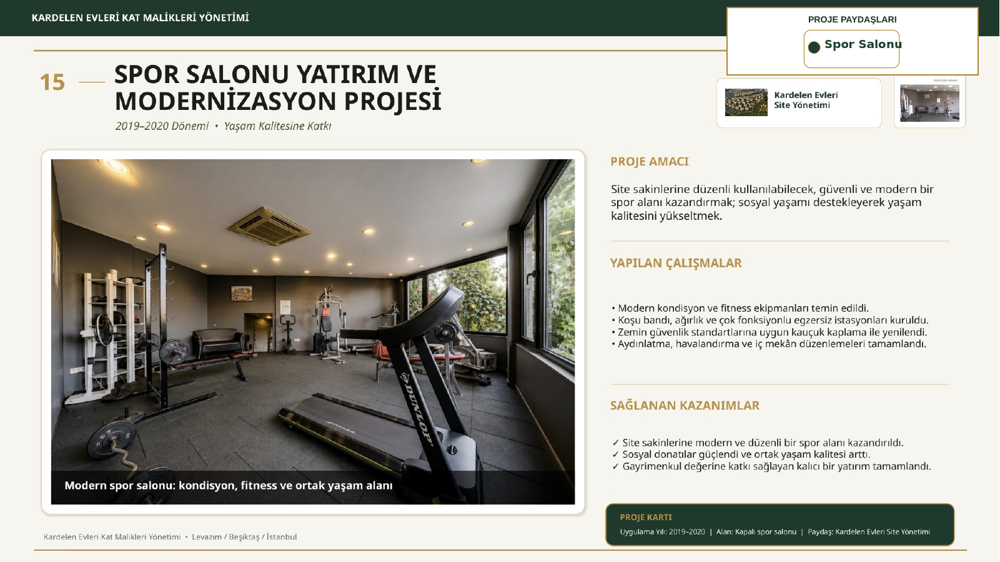 KARDELEN EVLERİ KAT MALİKLERİ YÖNETİMİ
PROJE PAYDAŞLARI
Spor Salonu
15
SPOR SALONU YATIRIM VE
MODERNİZASYON PROJESİ
2019–2020 Dönemi • Yaşam Kalitesine Katkı
Kardelen Evleri
Site Yönetimi
2019-2020 dönemi
PROJE AMACI
Site sakinlerine düzenli kullanılabilecek, güvenli ve modern bir
spor alanı kazandırmak; sosyal yaşamı destekleyerek yaşam
kalitesini yükseltmek.
YAPILAN ÇALIŞMALAR
• Modern kondisyon ve fitness ekipmanları temin edildi.
• Koşu bandı, ağırlık ve çok fonksiyonlu egzersiz istasyonları kuruldu.
• Zemin güvenlik standartlarına uygun kauçuk kaplama ile yenilendi.
• Aydınlatma, havalandırma ve iç mekân düzenlemeleri tamamlandı.
SAĞLANAN KAZANIMLAR
✓ Site sakinlerine modern ve düzenli bir spor alanı kazandırıldı.
✓ Sosyal donatılar güçlendi ve ortak yaşam kalitesi arttı.
✓ Gayrimenkul değerine katkı sağlayan kalıcı bir yatırım tamamlandı.
DUNLOP
Modern spor salonu: kondisyon, fitness ve ortak yaşam alanı
PROJE KARTI
Uygulama Yılı: 2019–2020 | Alan: Kapalı spor salonu | Paydaş: Kardelen Evleri Site Yönetimi
Kardelen Evleri Kat Malikleri Yönetimi • Levazım / Beşiktaş / İstanbul